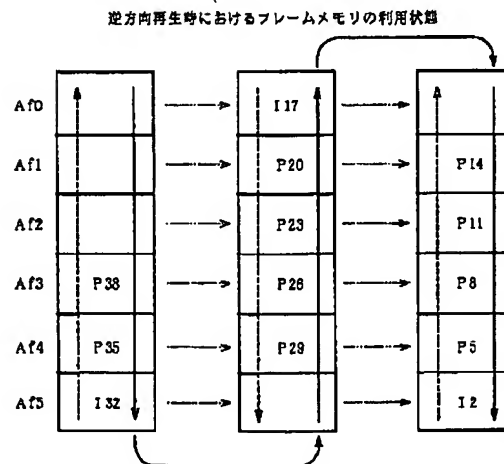 逆方向再生時におけるフレームメモリの利用状態
Af0 I17
Af1 P20 P14
Af2 P23 P11
Af3 P38 P26 P8
Af4 P35 P29 P5
Af5 I32 I2